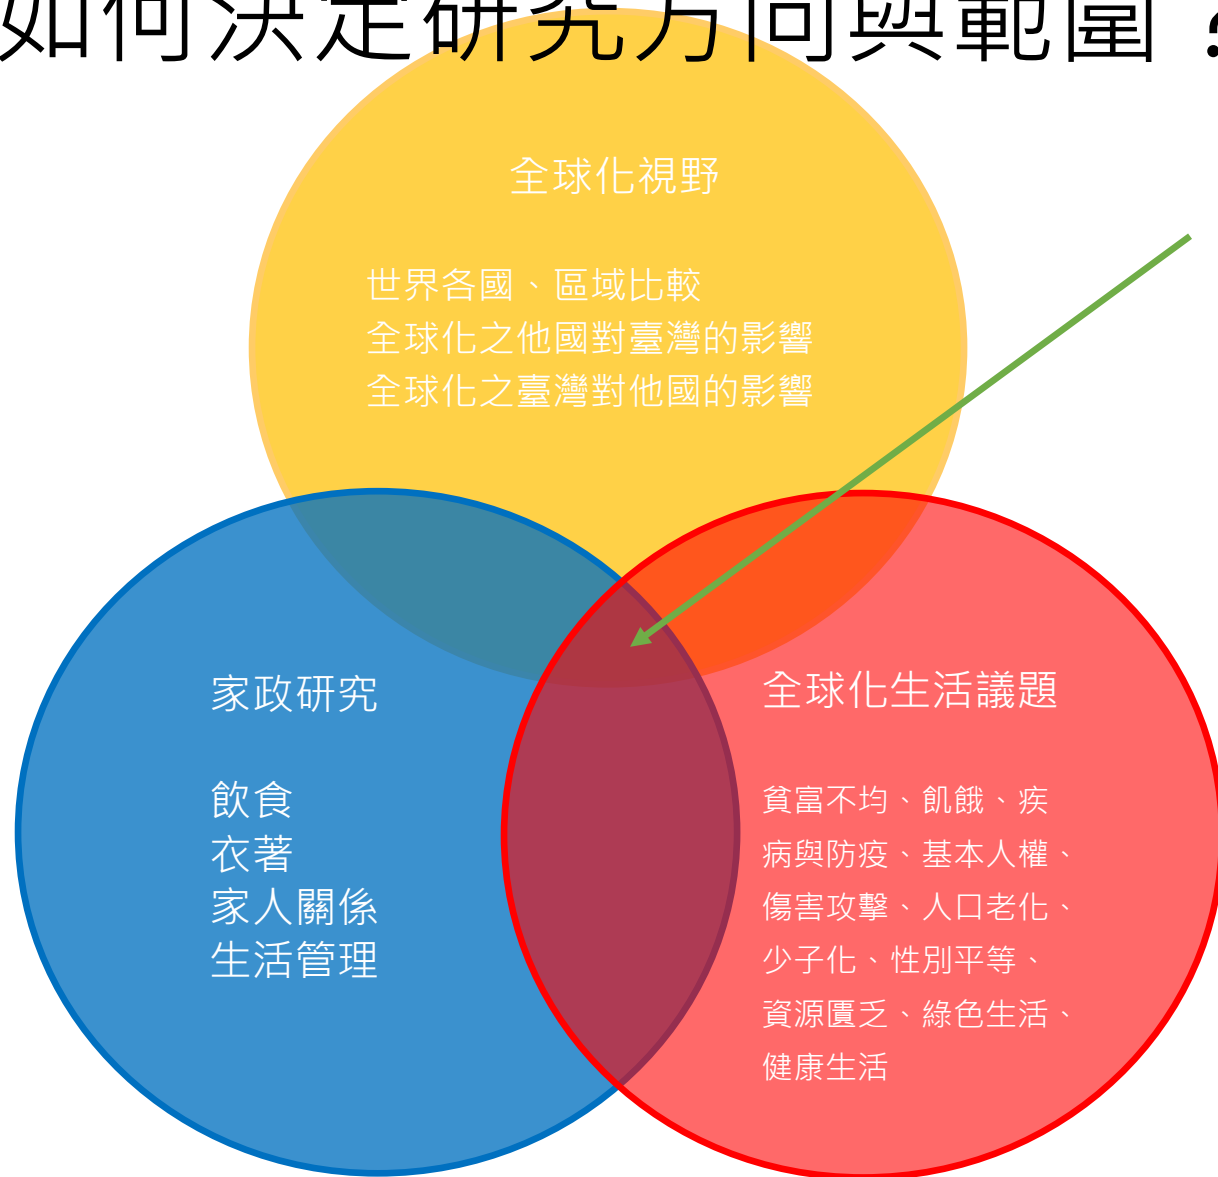 如何決定研究方向與範圍？
全球化視野
世界各國、區域比較
全球化之他國對臺灣的影響
全球化之臺灣對他國的影響
家政研究
飲食
衣著
家人關係
生活管理
全球化生活議題
貧富不均、飢餓、疾
病與防疫、基本人權、
傷害攻擊、人口老化、
少子化、性別平等、
資源匱乏、綠色生活、
健康生活